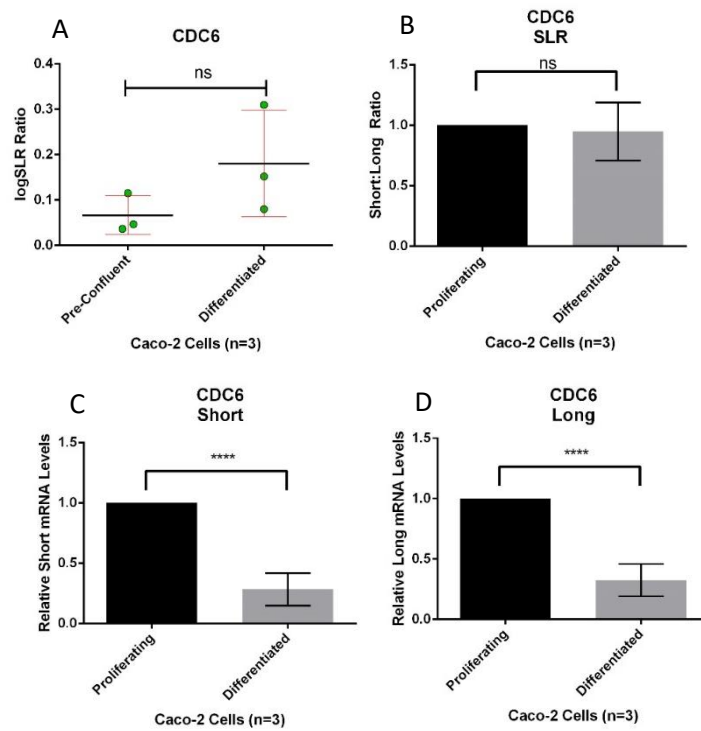 A
CDC6
ns
logSLR Ratio
0.4
0.3
0.2
0.1
0.0
Pre-Confluent
Differentiated
Caco-2 Cells (n=3)
B
CDC6
SLR
ns
Short:Long Ratio
1.5
1.0
0.5
0.0
Proliferating
Differentiated
Caco-2 Cells (n=3)
C
CDC6
Short
****
Relative Short mRNA Levels
1.5
1.0
0.5
0.0
Proliferating
Differentiated
Caco-2 Cells (n=3)
D
CDC6
Long
****
Relative Long mRNA Levels
1.5
1.0
0.5
0.0
Proliferating
Differentiated
Caco-2 Cells (n=3)